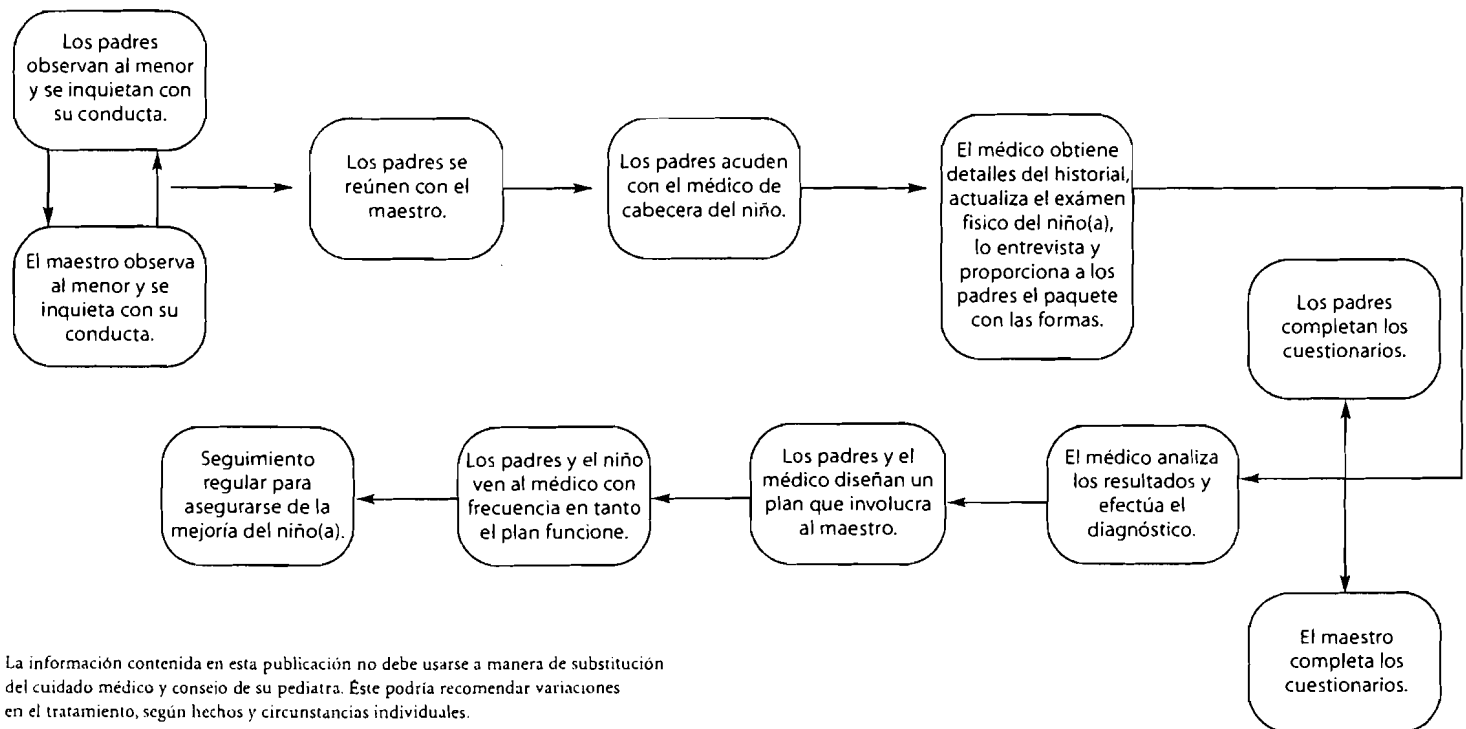 Los padres
observan al menor
y se inquietan con
su conducta.
El maestro observa
al menor y se
inquieta con su
conducta.
Los padres se
reúnen con el
maestro.
Los padres acuden
con el médico de
cabecera del niño.
El médico obtiene
detalles del historial,
actualiza el exámen
fisico del niño(a),
lo entrevista y
proporciona a los
padres el paquete
con las formas.
Los padres
completan los
cuestionarios.
El maestro
completa los
cuestionarios.
El médico analiza
los resultados y
efectúa el
diagnóstico.
Los padres y el
médico diseñan un
plan que involucra
al maestro.
Los padres y el niño
ven al médico con
frecuencia en tanto
el plan funcione.
Seguimiento
regular para
asegurarse de la
mejoría del niño(a).
La información contenida en esta publicación no debe usarse a manera de substitución
del cuidado médico y consejo de su pediatra. Éste podría recomendar variaciones
en el tratamiento, según hechos y circunstancias individuales.